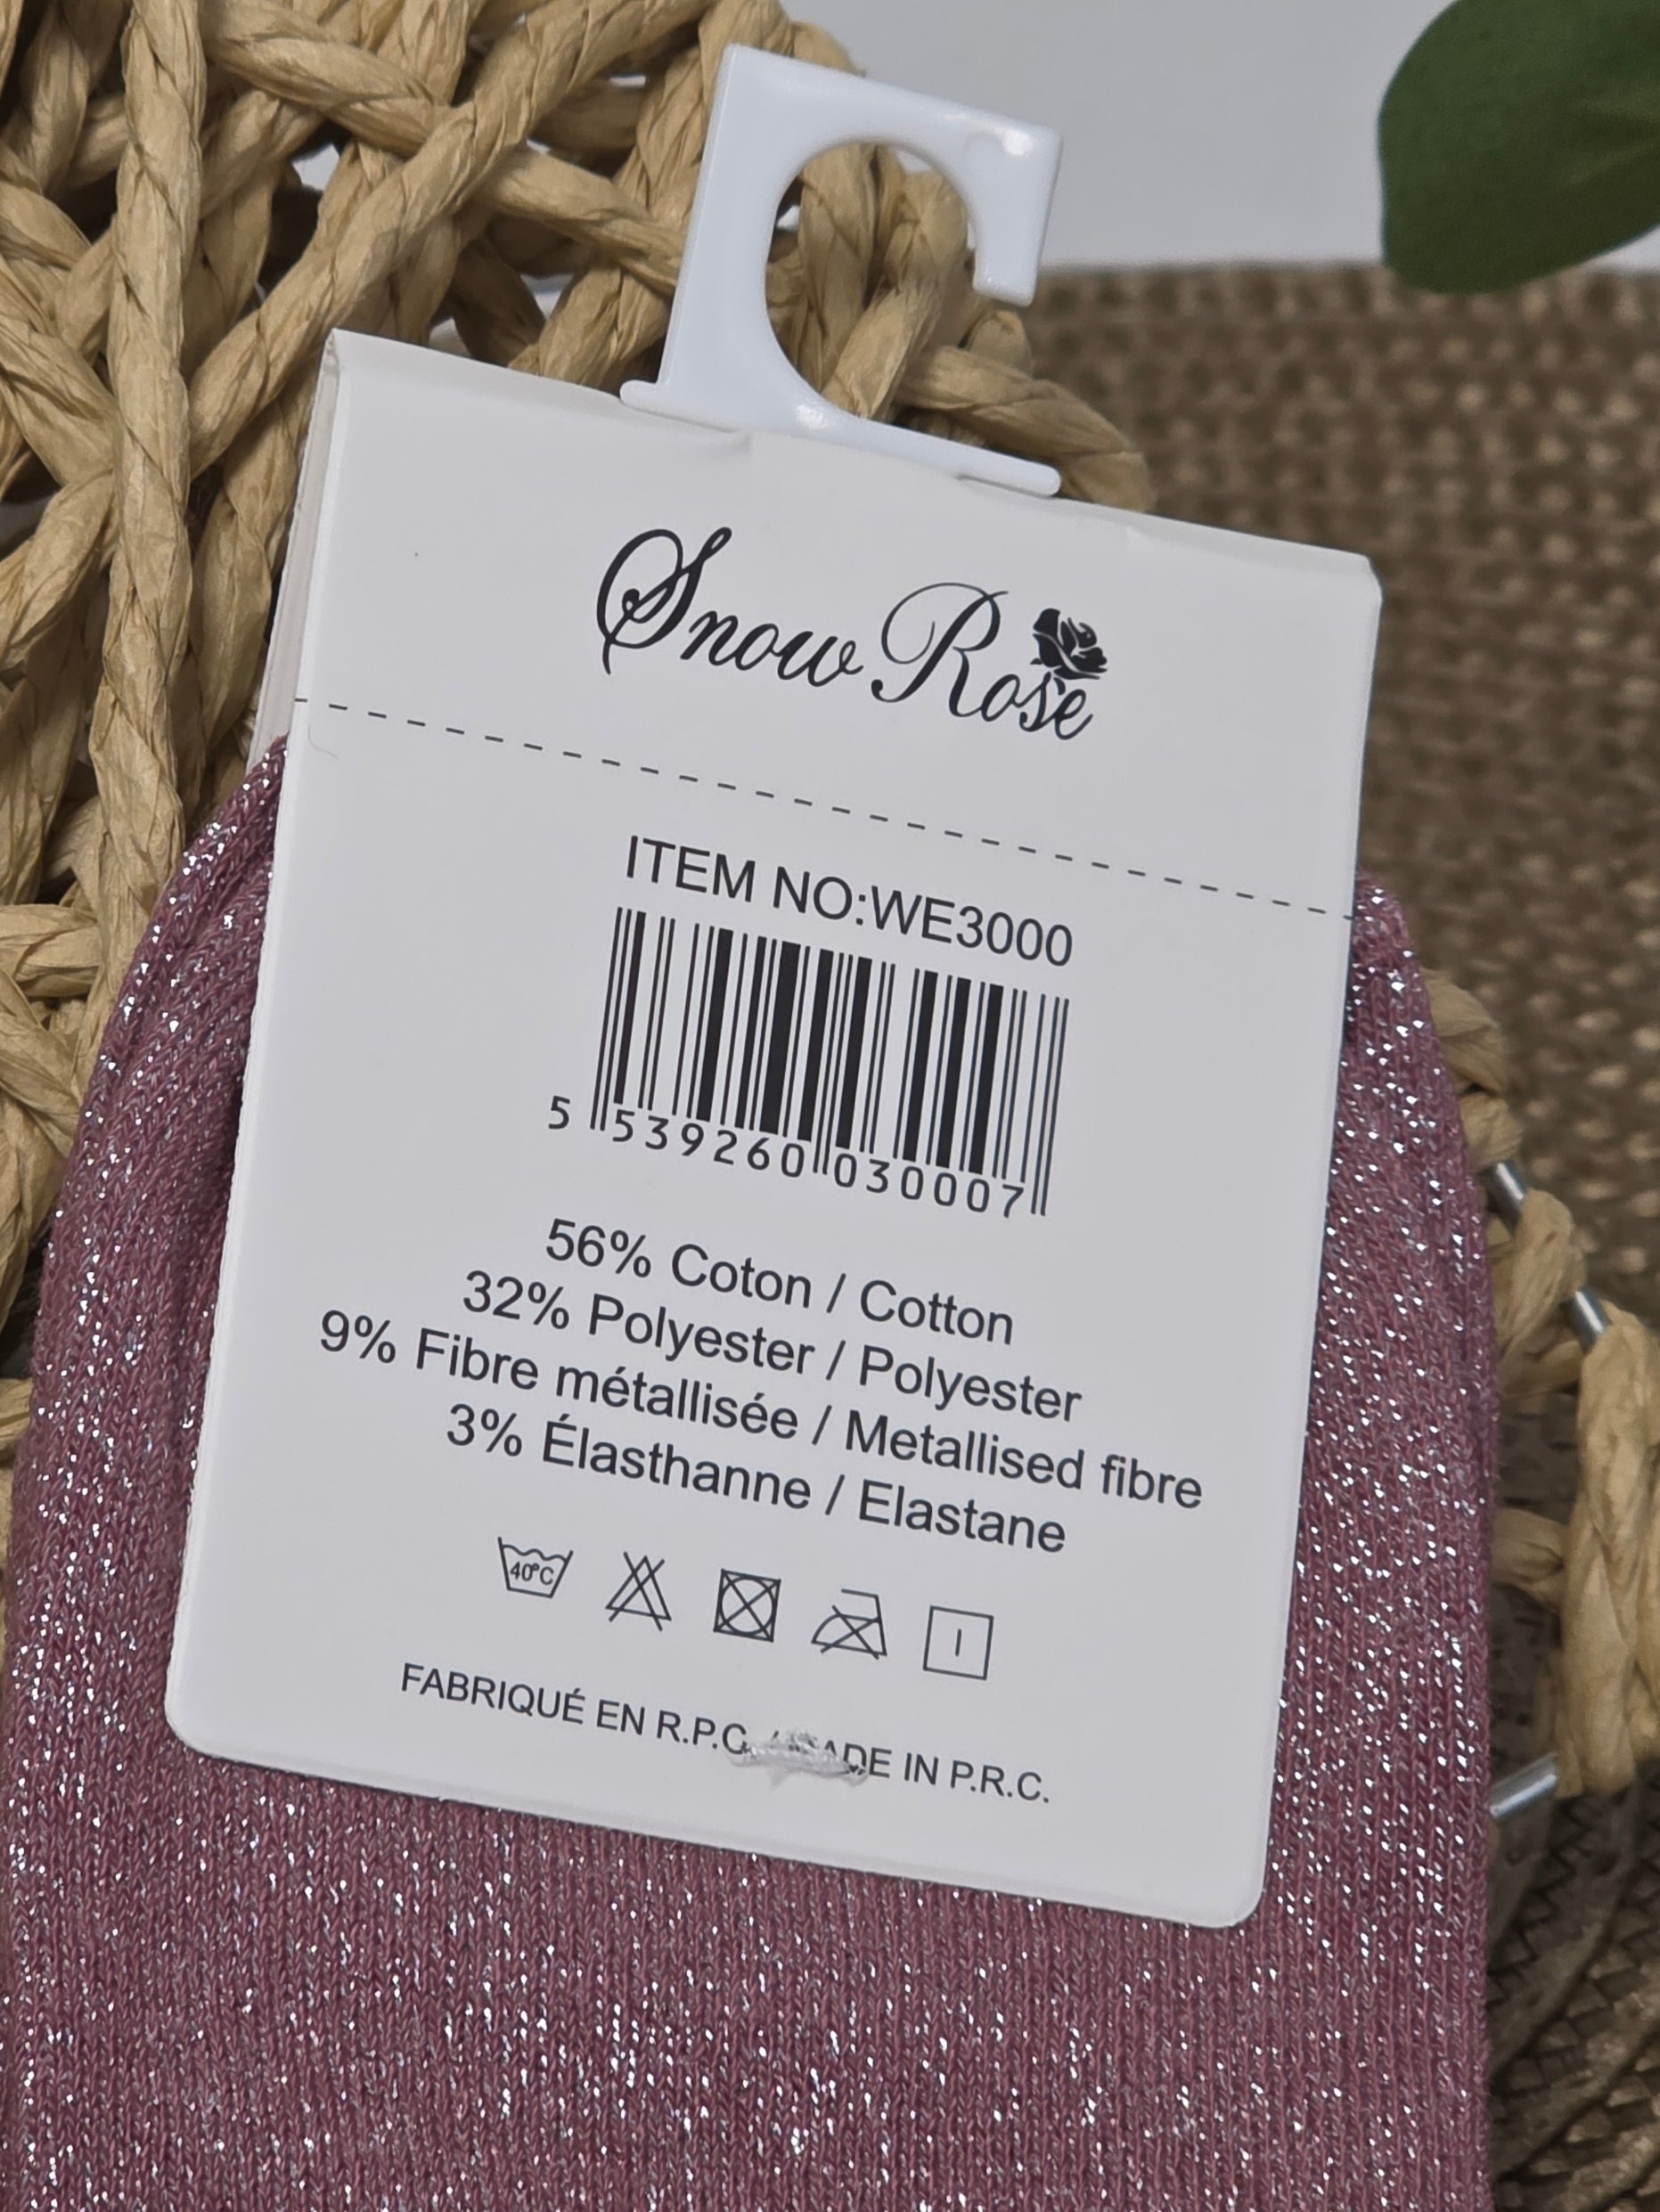 Snow Rose
ITEM NO:WE3000
5 539260 030007
56% Coton / Cotton
32% Polyester / Polyester
9% Fibre métallisée / Metallised fibre
3% Élasthanne / Elastane
40°C
FABRIQUÉ EN R.P.C. / MADE IN P.R.C.